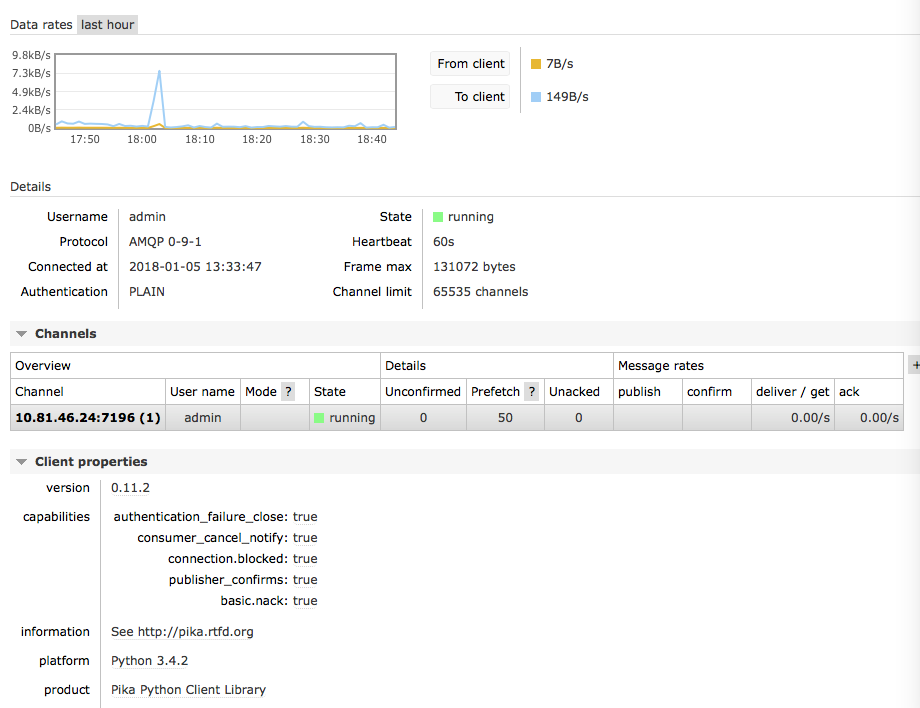 Data rates last hour
9.8kB/s
7.3kB/s
4.9kB/s
2.4kB/s
0B/s
17:50 18:00 18:10 18:20 18:30 18:40
From client 7B/s
To client 149B/s
Details
Username admin State running
Protocol AMQP 0-9-1 Heartbeat 60s
Connected at 2018-01-05 13:33:47 Frame max 131072 bytes
Authentication PLAIN Channel limit 65535 channels
Channels
Overview Details Message rates +
Channel User name Mode ? State Unconfirmed Prefetch ? Unacked publish confirm deliver / get ack
10.81.46.24:7196 (1) admin running 0 50 0 0.00/s 0.00/s
Client properties
version 0.11.2
capabilities authentication_failure_close: true
consumer_cancel_notify: true
connection.blocked: true
publisher_confirms: true
basic.nack: true
information See http://pika.rtfd.org
platform Python 3.4.2
product Pika Python Client Library